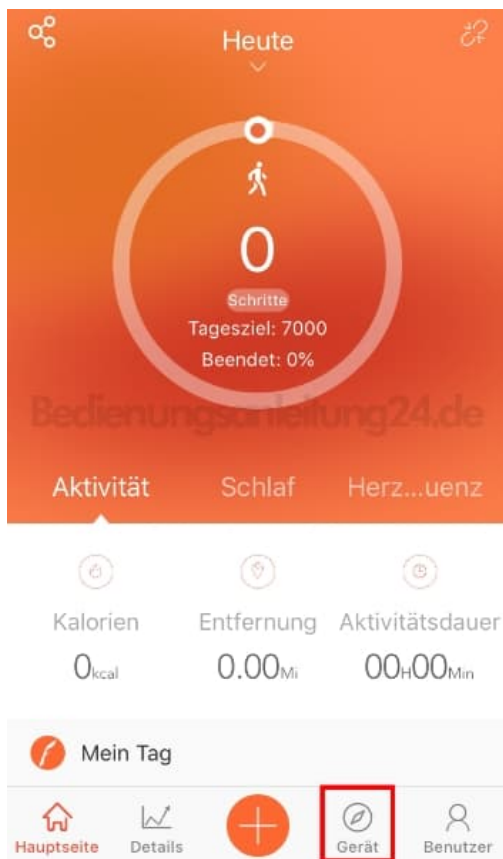 Heute
0
Schritte
Tagesziel: 7000
Beendet: 0%
Bedienungsanleitung24.de
Aktivität Schlaf Herz...uenz
Kalorien Entfernung Aktivitätsdauer
0kcal 0.00Mi 00H00Min
Mein Tag
Hauptseite Details Gerät Benutzer